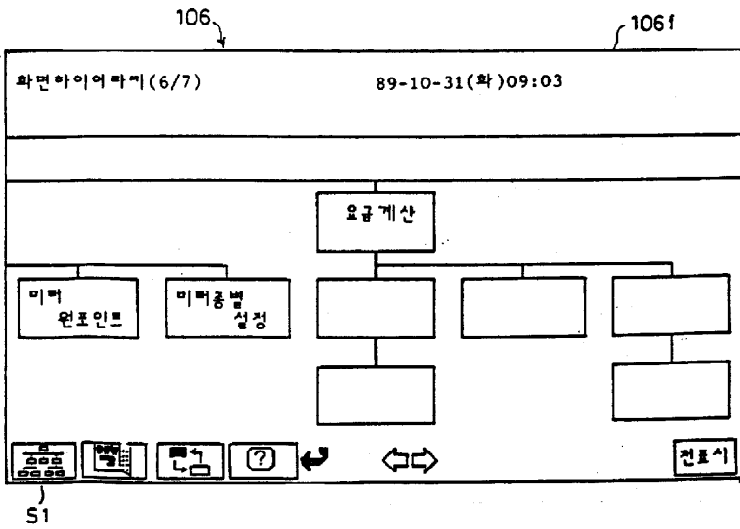 106
106f
화면하이어라키(6/7) 89-10-31(화)09:03
요금계산
미터
원포인트
미터종별
설정
?
전표시
S1